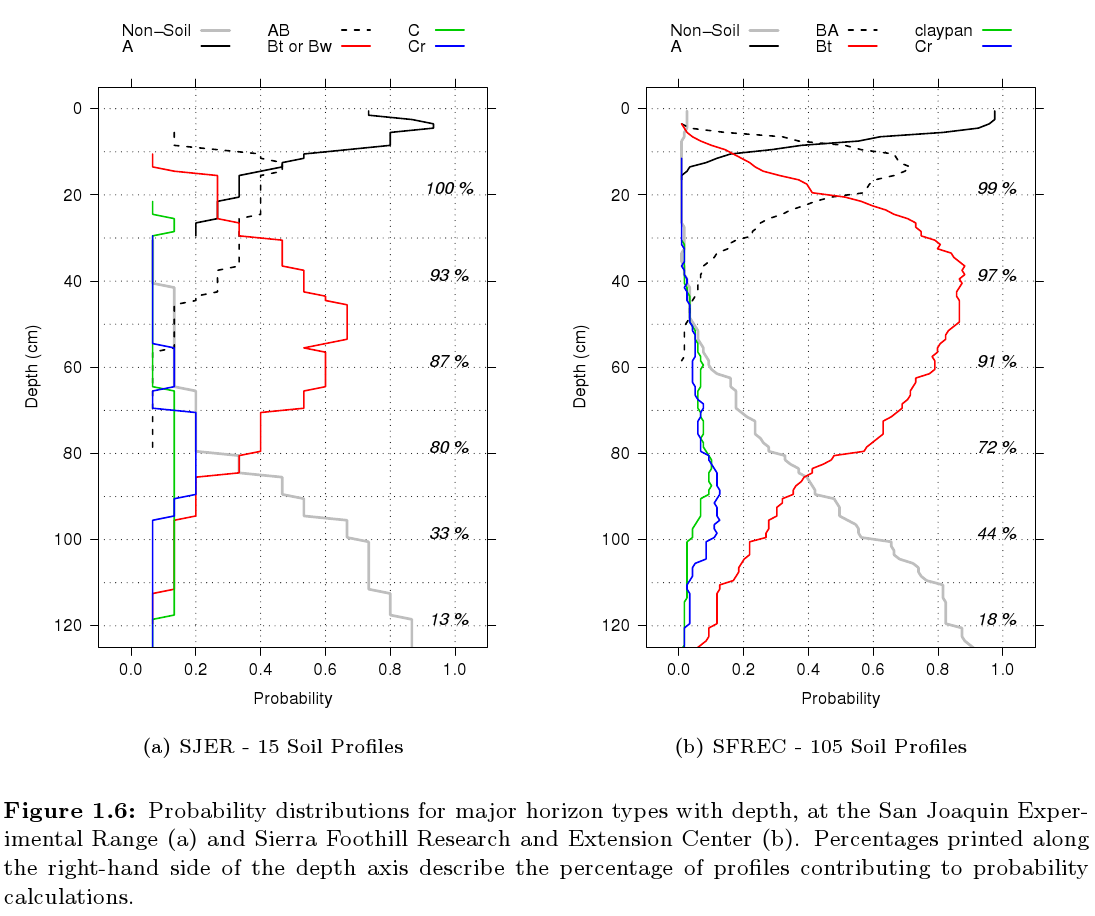 Non−Soil AB C
A Bt or Bw Cr
0
20
40
60
80
100
120
Depth (cm)
100 %
93 %
87 %
80 %
33 %
13 %
0.0 0.2 0.4 0.6 0.8 1.0
Probability
(a) SJER - 15 Soil Profiles
Non−Soil BA claypan
A Bt Cr
0
20
40
60
80
100
120
Depth (cm)
99 %
97 %
91 %
72 %
44 %
18 %
0.0 0.2 0.4 0.6 0.8 1.0
Probability
(b) SFREC - 105 Soil Profiles
Figure 1.6: Probability distributions for major horizon types with depth, at the San Joaquin Exper-
imental Range (a) and Sierra Foothill Research and Extension Center (b). Percentages printed along
the right-hand side of the depth axis describe the percentage of profiles contributing to probability
calculations.